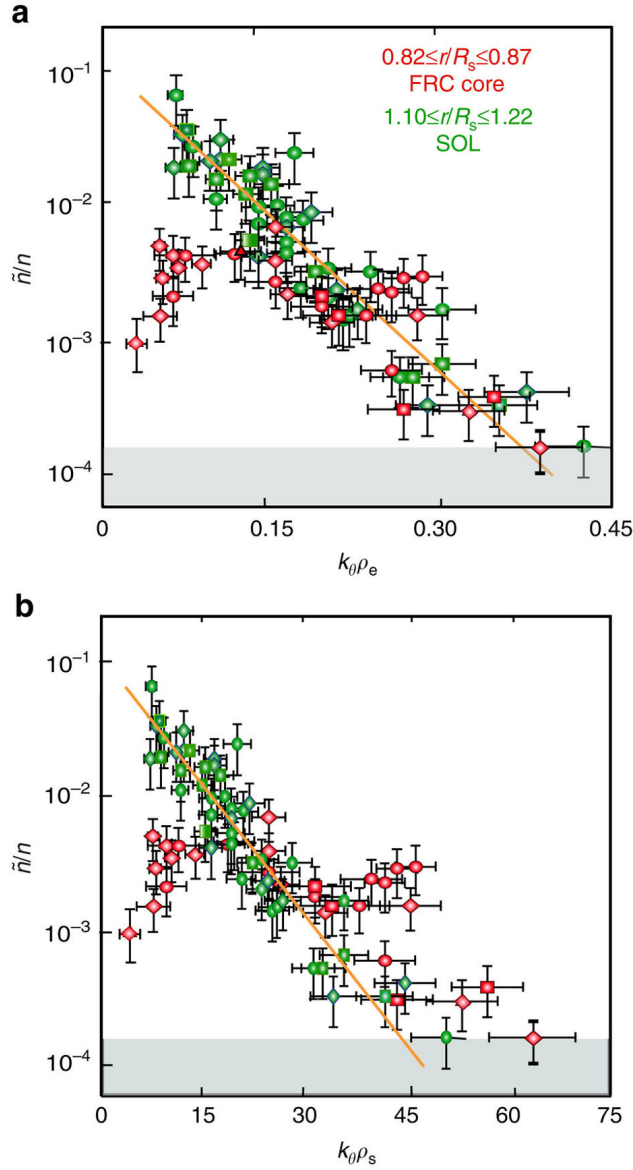 a
0.82≤r/Rₛ≤0.87
FRC core
1.10≤r/Rₛ≤1.22
SOL
10⁻¹
10⁻²
10⁻³
10⁻⁴
ñ/n
0 0.15 0.30 0.45
k_θρ_e
b
10⁻¹
10⁻²
10⁻³
10⁻⁴
ñ/n
0 15 30 45 60 75
k_θρ_s